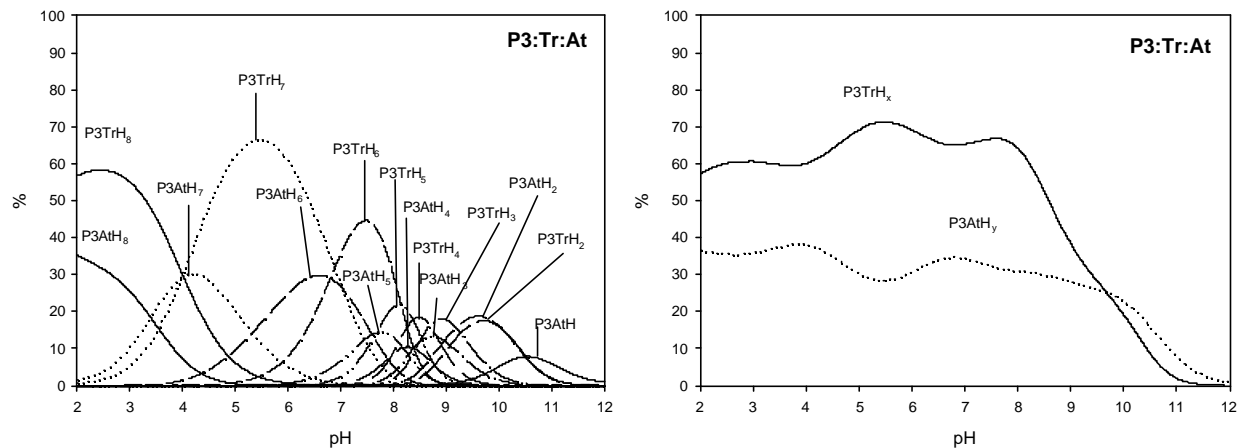 P3:Tr:At
100
90
80
70
60
50
40
30
20
10
0
%
P3TrH7
P3TrH8
P3TrH6
P3TrH5
P3AtH7
P3AtH6
P3AtH2
P3AtH4
P3TrH3
P3AtH8
P3TrH4
P3TrH2
P3AtH5
P3AtH3
P3AtH
2 3 4 5 6 7 8 9 10 11 12
pH
P3:Tr:At
100
90
80
70
60
50
40
30
20
10
0
%
P3TrHx
P3AtHy
2 3 4 5 6 7 8 9 10 11 12
pH